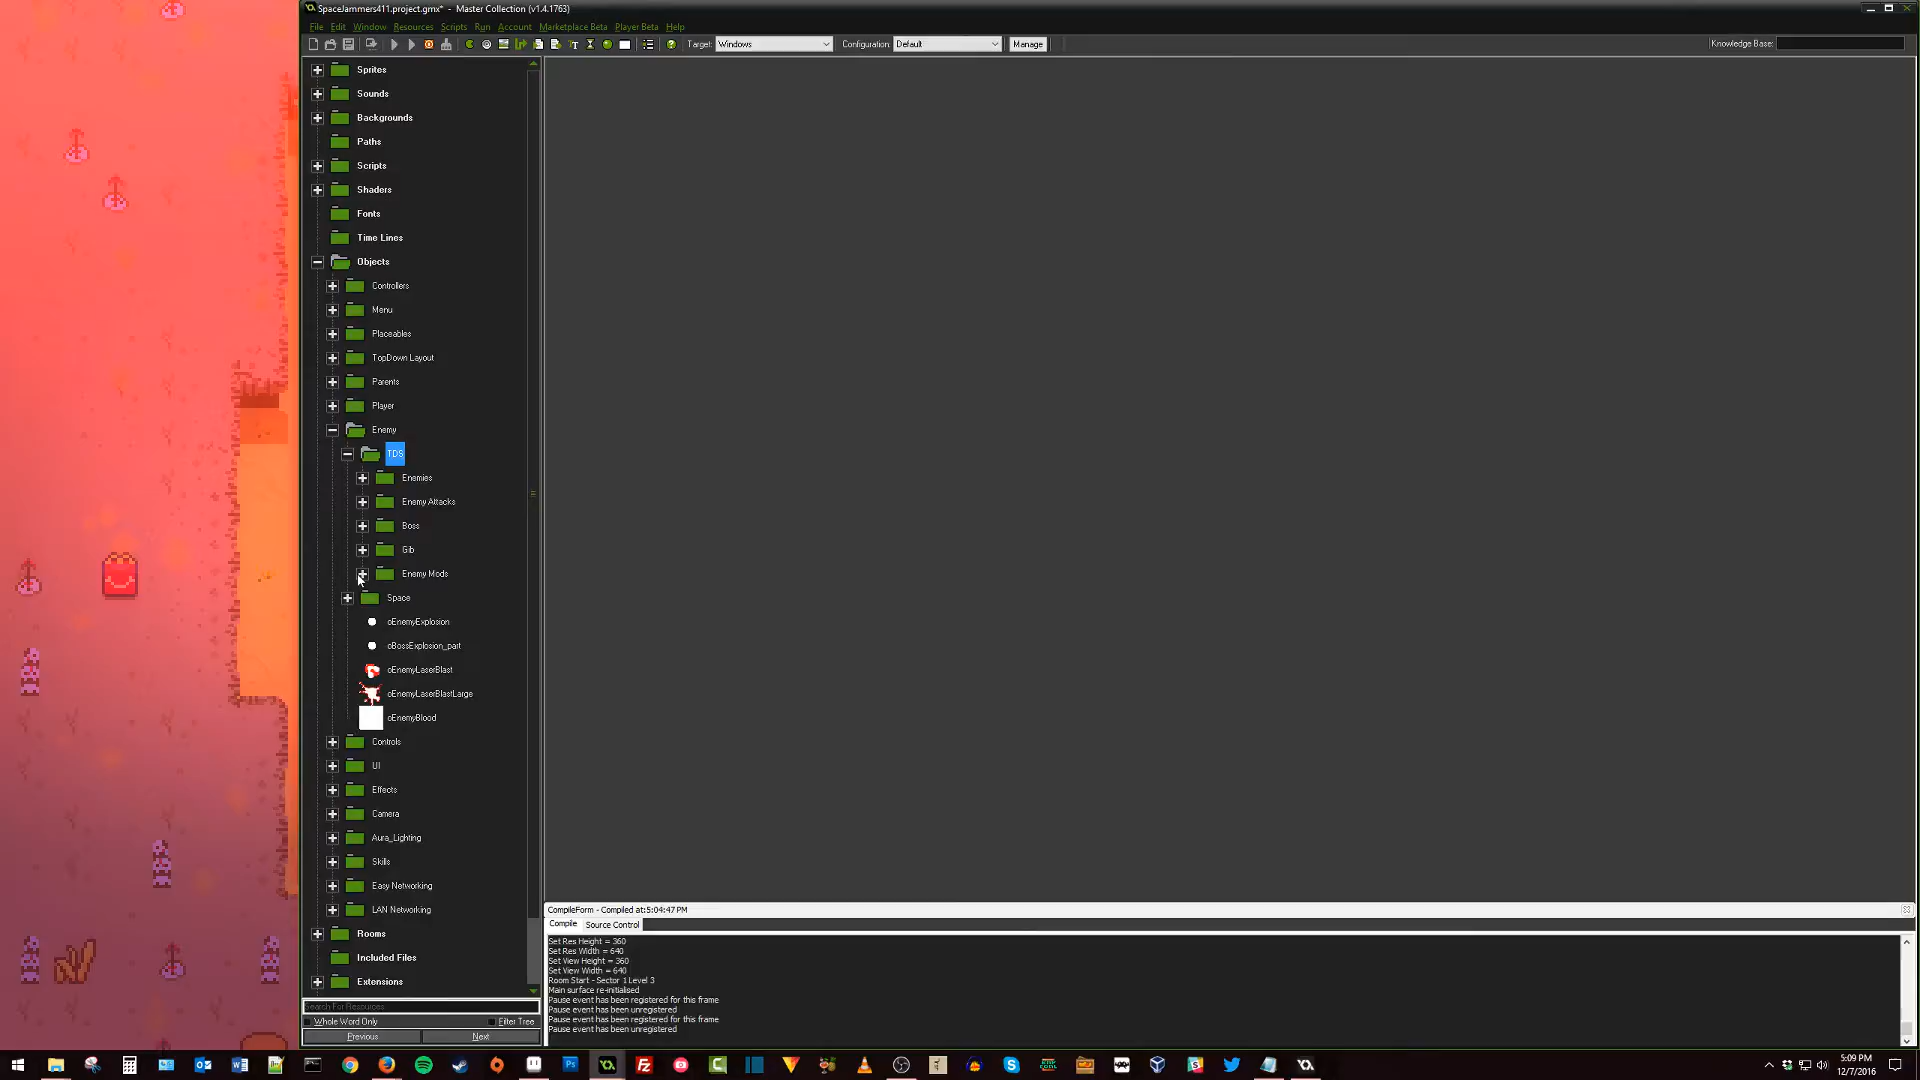 SpaceJammers411.project.gmx* - Master Collection (v1.4.1763)
File Edit Window Resources Scripts Run Account Marketplace Beta Player Beta Help
Target: Windows Configuration: Default Manage Knowledge Base:
Sprites
Sounds
Backgrounds
Paths
Scripts
Shaders
Fonts
Time Lines
Objects
Controllers
Menu
Placeables
TopDown Layout
Parents
Player
Enemy
TDS
Enemies
Enemy Attacks
Boss
Gib
Enemy Mods
Space
oEnemyExplosion
oBossExplosion_part
oEnemyLaserBlast
oEnemyLaserBlastLarge
oEnemyBlood
Controls
UI
Effects
Camera
Aura_Lighting
Skills
Easy Networking
LAN Networking
Rooms
Included Files
Extensions
Search For Resources
Whole Word Only Filter Tree
Previous Next
CompileForm - Compiled at:5:04:47 PM
Compile Source Control
Set Res Height = 360
Set Res Width = 640
Set View Height = 360
Set View Width = 640
Room Start - Sector 1 Level 3
Main surface re-initialised
Pause event has been registered for this frame
Pause event has been unregistered
Pause event has been registered for this frame
Pause event has been unregistered
5:09 PM
12/7/2016